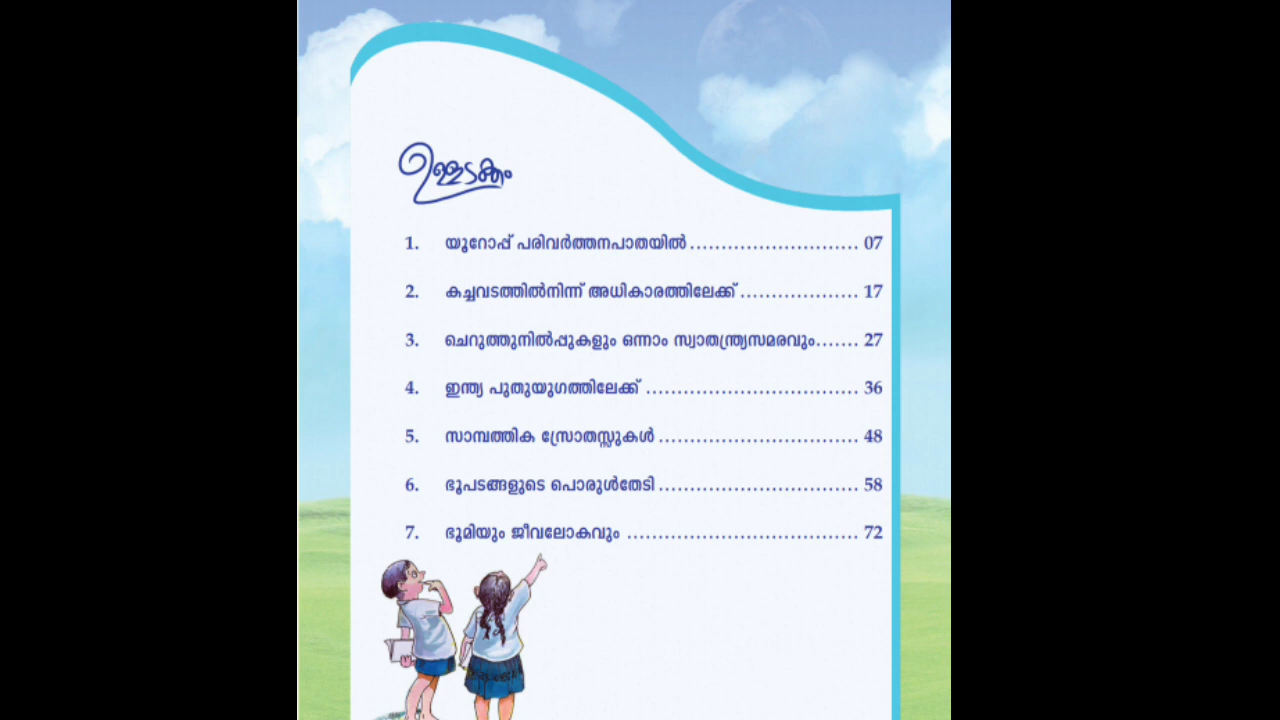 ഉള്ളടക്കം
1. യൂറോപ്പ് പരിവർത്തനപാതയിൽ ........................... 07
2. കച്ചവടത്തിൽനിന്ന് അധികാരത്തിലേക്ക് ................... 17
3. ചെറുത്തുനിൽപ്പുകളും ഒന്നാം സ്വാതന്ത്ര്യസമരവും....... 27
4. ഇന്ത്യ പുതുയുഗത്തിലേക്ക് .................................. 36
5. സാമ്പത്തിക സ്രോതസ്സുകൾ ................................ 48
6. ഭൂപടങ്ങളുടെ പൊരുൾതേടി ................................ 58
7. ഭൂമിയും ജീവലോകവും ..................................... 72